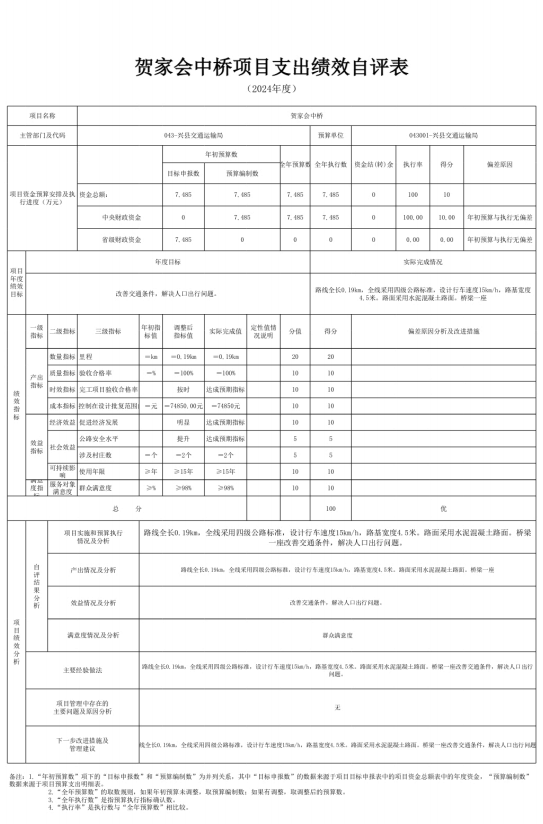 贺家会中桥项目支出绩效自评表
（2024年度）
项目名称 贺家会中桥
主管部门及代码 043-兴县交通运输局 预算单位 043001-兴县交通运输局
项目资金预算安排及执行进度（万元）
年初预算数 全年预算数 全年执行数 资金结(转)余 执行率 得分 偏差原因
目标申报数 预算编制数
资金总额： 7.485 7.485 7.485 7.485 0 100 10
中央财政资金 0 7.485 7.485 7.485 0 100.00 10.00 年初预算与执行无偏差
省级财政资金 7.485 0 0 0 0 0.00 0.00 年初预算与执行无偏差
项目年度绩效目标
年度目标 实际完成情况
改善交通条件，解决人口出行问题。
路线全长0.19km，全线采用四级公路标准，设计行车速度15km/h，路基宽度4.5米。路面采用水泥混凝土路面。桥梁一座
绩效指标
一级指标 二级指标 三级指标 年初指标值 调整后指标值 实际完成值 定性值情况说明 分值 得分 偏差原因分析及改进措施
产出指标
数量指标 里程 ＝km ＝0.19km ＝0.19km 20 20
质量指标 验收合格率 ＝% ＝100% ＝100% 10 10
时效指标 完工项目验收合格率 按时 达成预期指标 10 10
成本指标 控制在设计批复范围 ＝元 ＝74850.00元 ＝74850元 10 10
效益指标
经济效益 促进经济发展 明显 达成预期指标 10 10
社会效益 公路安全水平 提升 达成预期指标 5 5
涉及村庄数 ＝个 ＝2个 ＝2个 5 5
可持续影响 使用年限 ≥年 ≥15年 ≥15年 10 10
服务对象满意度 群众满意度 ≥% ≥98% ≥98% 10 10
总 分 100 优
项目绩效分析
自评结果分析
项目实施和预算执行情况及分析
路线全长0.19km，全线采用四级公路标准，设计行车速度15km/h，路基宽度4.5米。路面采用水泥混凝土路面。桥梁一座改善交通条件，解决人口出行问题。
产出情况及分析
路线全长0.19km，全线采用四级公路标准，设计行车速度15km/h，路基宽度4.5米。路面采用水泥混凝土路面。桥梁一座
效益情况及分析 改善交通条件，解决人口出行问题。
满意度情况及分析 群众满意度
主要经验做法
路线全长0.19km，全线采用四级公路标准，设计行车速度15km/h，路基宽度4.5米。路面采用水泥混凝土路面。桥梁一座改善交通条件，解决人口出行问题。
项目管理中存在的主要问题及原因分析 无
下一步改进措施及管理建议
线全长0.19km，全线采用四级公路标准，设计行车速度15km/h，路基宽度4.5米。路面采用水泥混凝土路面。桥梁一座改善交通条件，解决人口出行问题
备注：1.“年初预算数”项下的“目标申报数”和“预算编制数”为并列关系，其中“目标申报数”的数据来源于项目目标申报表中的项目资金总额表中的年度资金，“预算编制数”
数据来源于项目预算支出明细表。
2.“全年预算数”的取数规则，如果年初预算未调整，取预算编制数；如果有调整，取调整后的预算数。
3.“全年执行数”是指预算执行指标确认数。
4.“执行率”是执行数与“全年预算数”相比较。